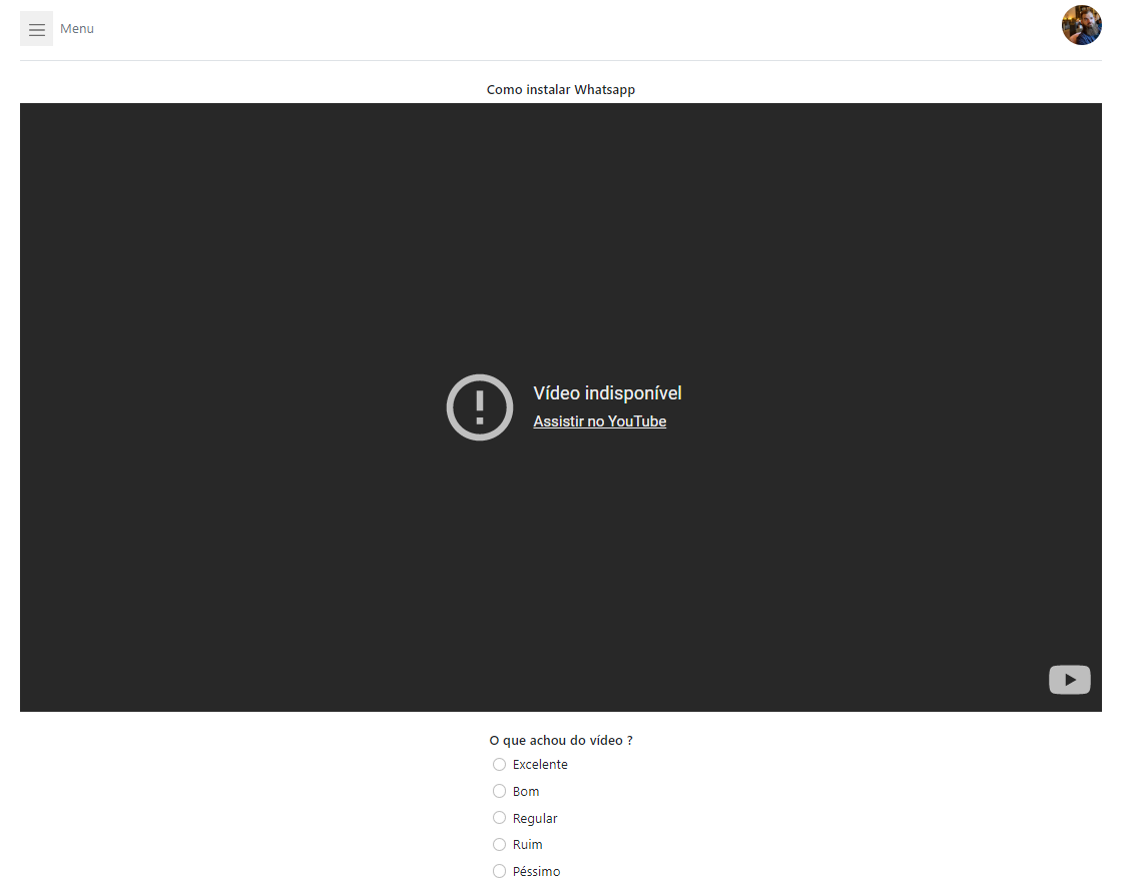 Menu
Como instalar Whatsapp
Vídeo indisponível
Assistir no YouTube
O que achou do vídeo ?
Excelente
Bom
Regular
Ruim
Péssimo